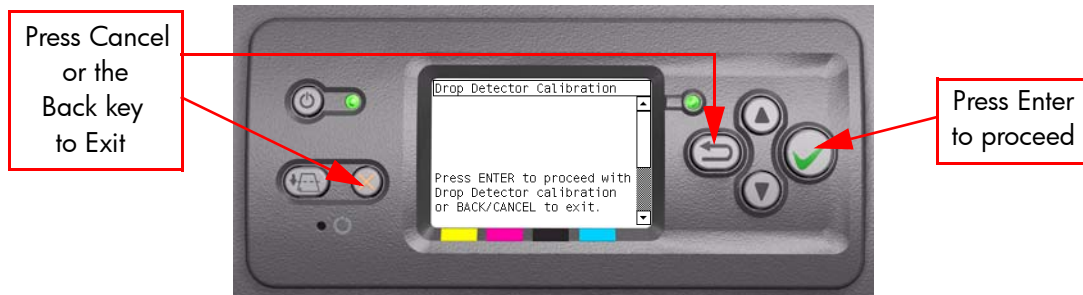 Press Cancel
or the
Back key
to Exit
Drop Detector Calibration
Press ENTER to proceed with
Drop Detector calibration
or BACK/CANCEL to exit.
Press Enter
to proceed